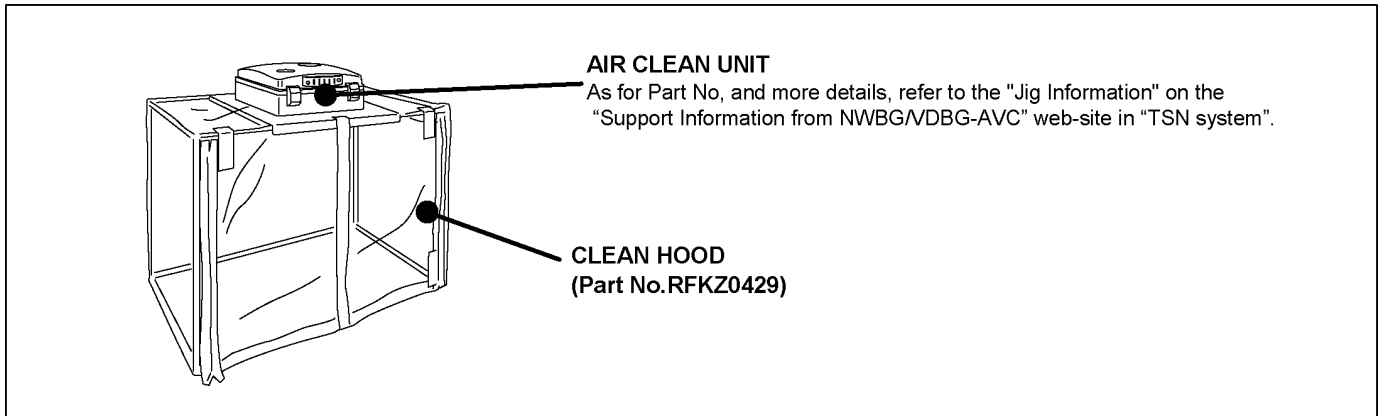 AIR CLEAN UNIT
As for Part No, and more details, refer to the "Jig Information" on the
“Support Information from NWBG/VDBG-AVC” web-site in “TSN system”.
CLEAN HOOD
(Part No.RFKZ0429)